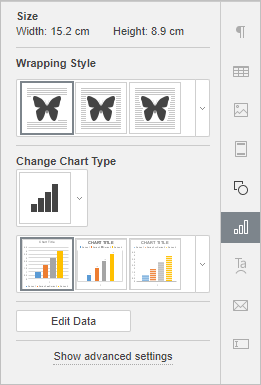 Size
Width: 15.2 cm Height: 8.9 cm
Wrapping Style
Change Chart Type
CHART TITLE
CHART TITLE
CHART TITLE
Edit Data
Show advanced settings
Ta